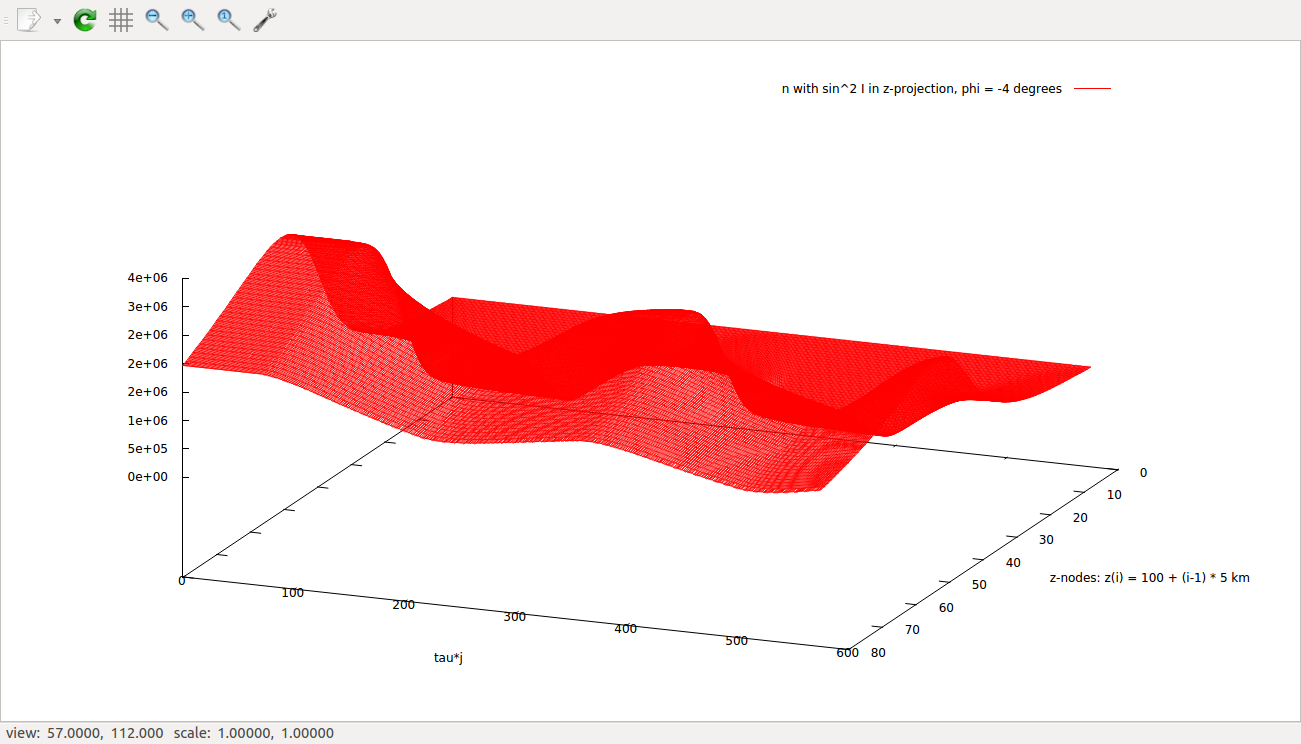 n with sin^2 I in z-projection, phi = -4 degrees
4e+06
3e+06
2e+06
2e+06
2e+06
1e+06
5e+05
0e+00
0
100
200
300
400
500
600
tau*j
0
10
20
30
40
50
60
70
80
z-nodes: z(i) = 100 + (i-1) * 5 km
view: 57.0000, 112.000 scale: 1.00000, 1.00000